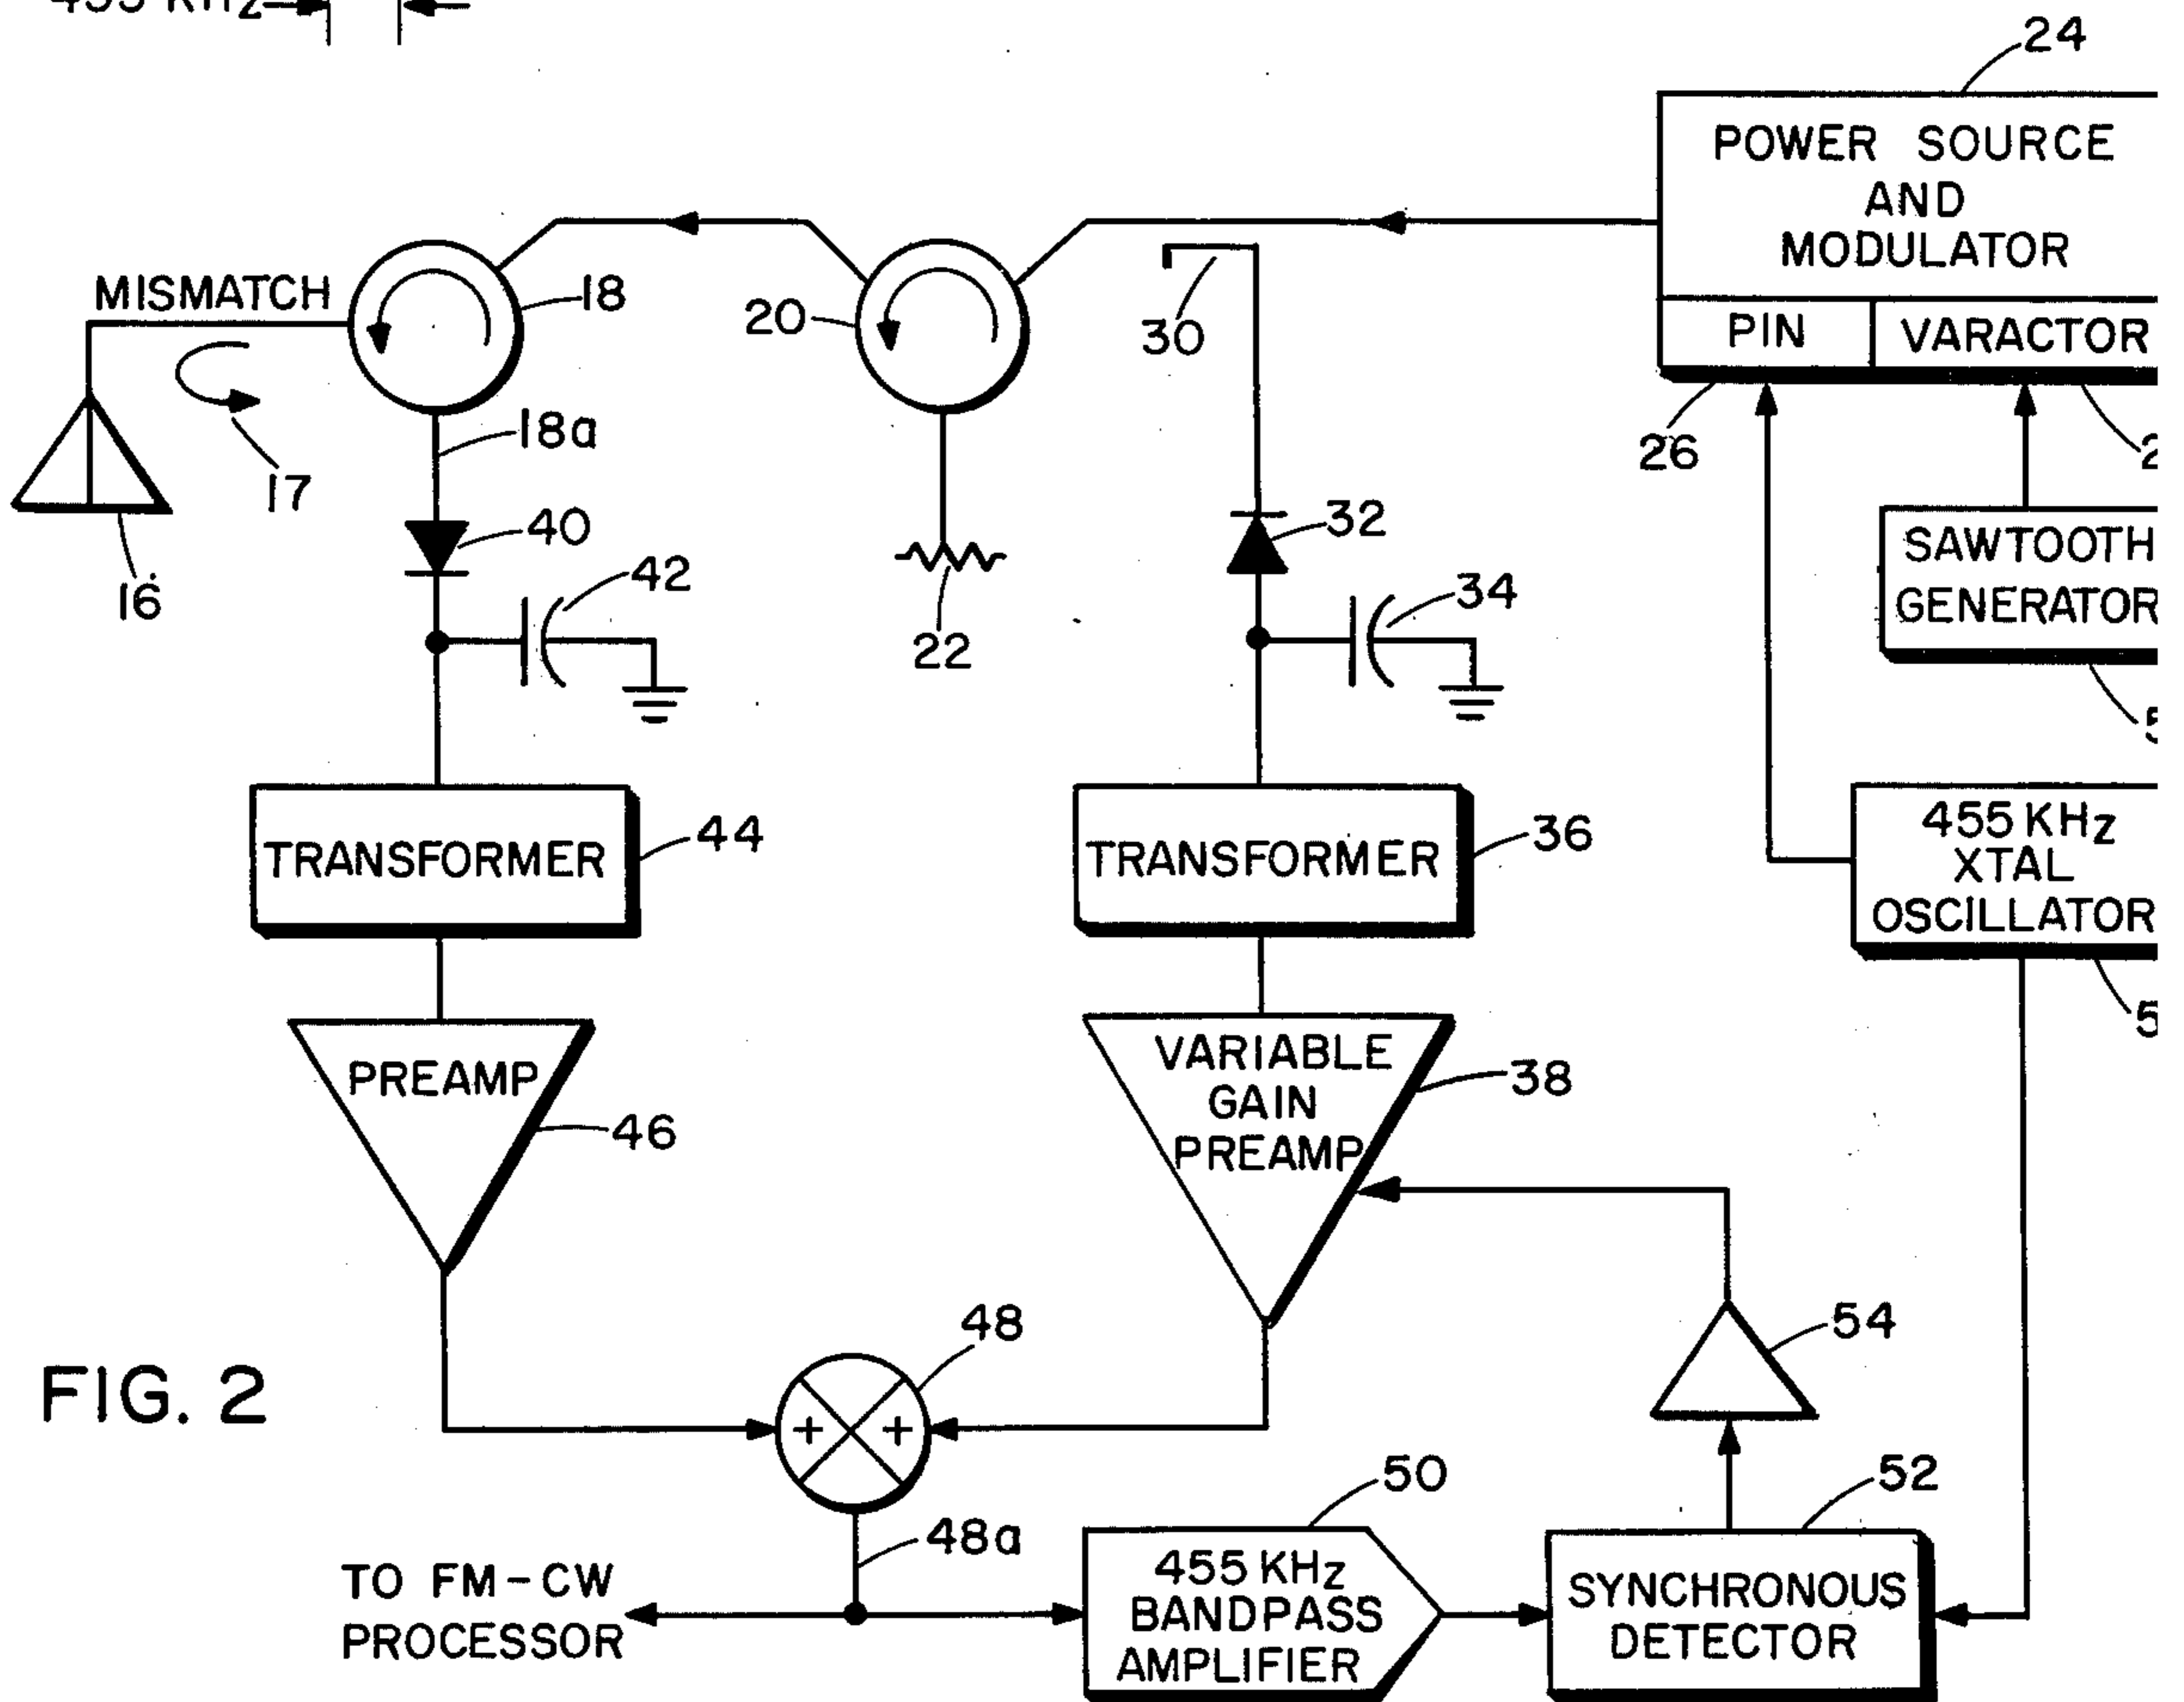 455 KHz
24
POWER SOURCE
AND
MODULATOR
PIN
VARACTOR
MISMATCH
18
20
30
26
18a
17
16
40
42
22
32
34
SAWTOOTH
GENERATOR
TRANSFORMER
44
TRANSFORMER
36
455 KHz
XTAL
OSCILLATOR
PREAMP
46
VARIABLE
GAIN
PREAMP
38
48
+ +
54
FIG. 2
48a
50
52
TO FM-CW
PROCESSOR
455 KHz
BANDPASS
AMPLIFIER
SYNCHRONOUS
DETECTOR